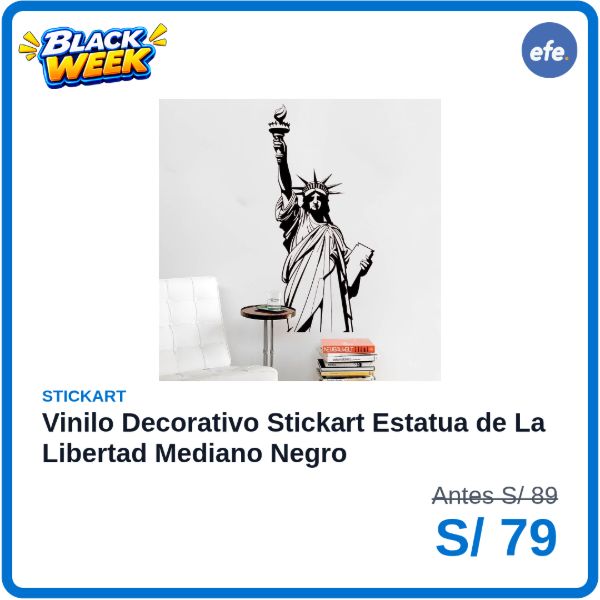 BLACK
WEEK
efe.
STICKART
Vinilo Decorativo Stickart Estatua de La
Libertad Mediano Negro
Antes S/ 89
S/ 79